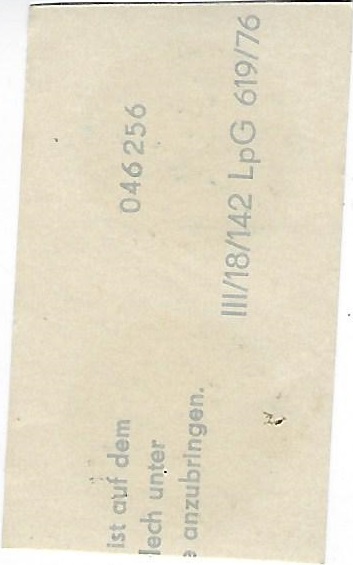 ist auf dem
lech unter
e anzubringen.
046256
III/18/142 LpG 619/76